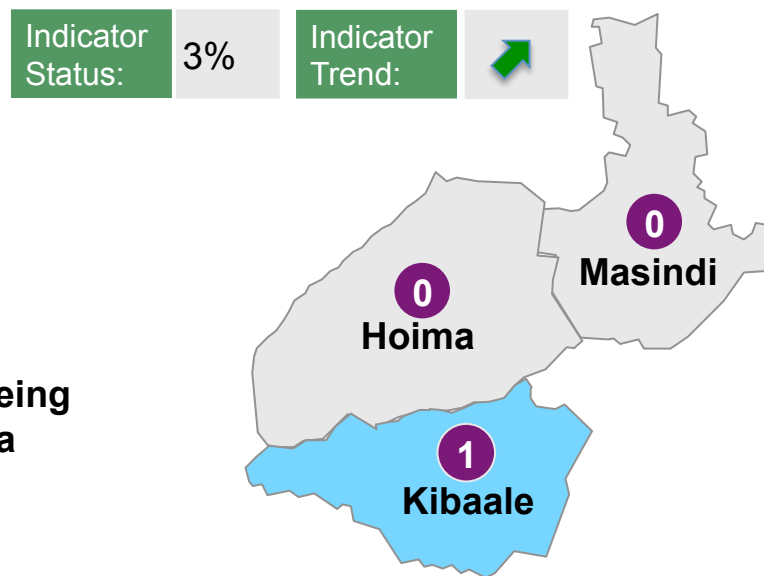 Indicator
Status:
3%
Indicator
Trend:
0
Masindi
0
Hoima
eing
a
1
Kibaale